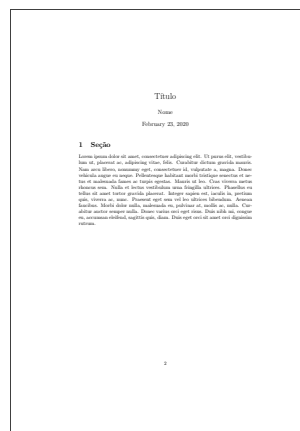 Título
Nome
February 25, 2020
1 Seção
Lorem ipsum dolor sit amet, consectetuer adipiscing elit. Ut purus elit, vestibu-
lum ut, placerat ac, adipiscing vitae, felis. Curabitur dictum gravida mauris.
Nam arcu libero, nonummy eget, consectetuer id, vulputate a, magna. Donec
vehicula augue eu neque. Pellentesque habitant morbi tristique senectus et ne-
tus et malesuada fames ac turpis egestas. Mauris ut leo. Cras viverra metus
rhoncus sem. Nulla et lectus vestibulum urna fringilla ultrices. Phasellus eu
tellus sit amet tortor gravida placerat. Integer sapien est, iaculis in, pretium
quis, viverra ac, nunc. Praesent eget sem vel leo ultrices bibendum. Aenean
faucibus. Morbi dolor nulla, malesuada eu, pulvinar at, mollis ac, nulla. Cur-
abitur auctor semper nulla. Donec varius orci eget risus. Duis nibh mi, congue
eu, accumsan eleifend, sagittis quis, diam. Duis eget orci sit amet orci dignissim
rutrum.
2